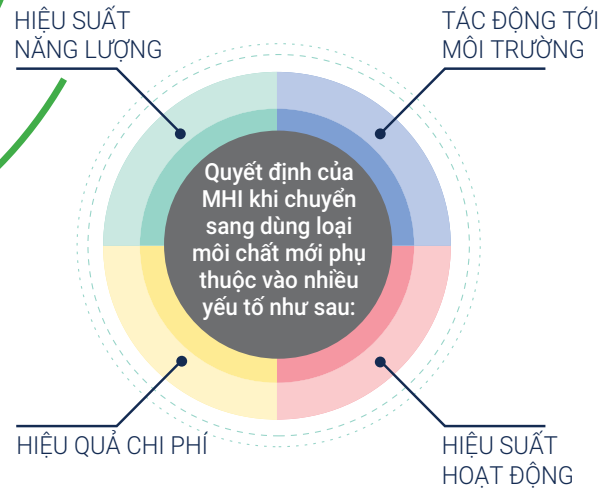 HIỆU SUẤT
NĂNG LƯỢNG
TÁC ĐỘNG TỚI
MÔI TRƯỜNG
Quyết định của
MHI khi chuyển
sang dùng loại
môi chất mới phụ
thuộc vào nhiều
yếu tố như sau:
HIỆU QUẢ CHI PHÍ
HIỆU SUẤT
HOẠT ĐỘNG